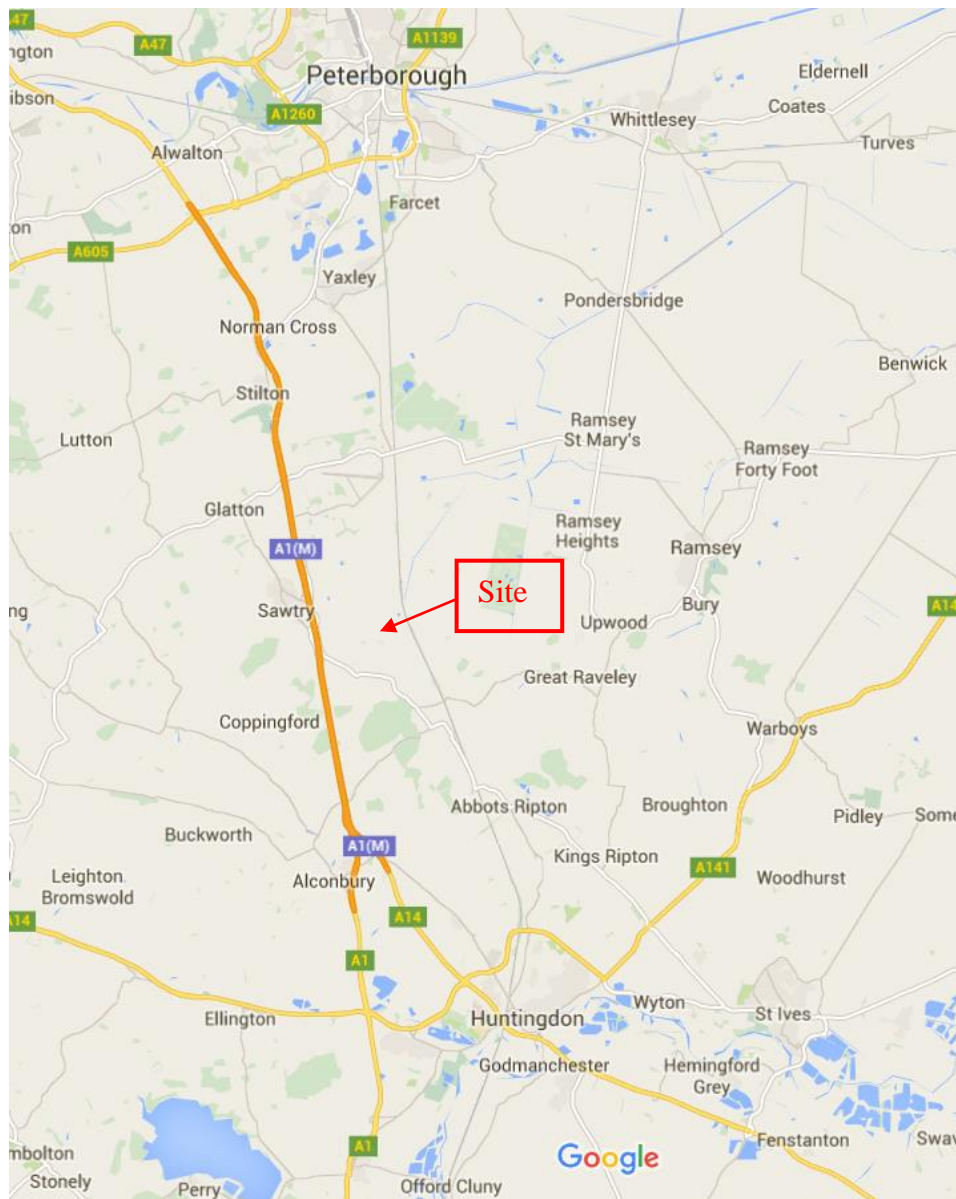 A47
A47
ngton
A1139
Peterborough
Eldernell
ibson
A1260
Coates
Whittlesey
Turves
Alwalton
Farcet
on
A605
Yaxley
Pondersbridge
Norman Cross
Benwick
Stilton
Ramsey
St Mary's
Lutton
Ramsey
Forty Foot
Glatton
Ramsey
Heights
A1(M)
Ramsey
Site
ng
Sawtry
Bury
A14
Upwood
Great Raveley
Coppingford
Warboys
Abbots Ripton
Broughton
Pidley
Some
Buckworth
A1(M)
Kings Ripton
A141
Leighton
Bromswold
Alconbury
Woodhurst
A14
A14
A1
Wyton
St Ives
Ellington
Huntingdon
Godmanchester
Hemingford
Grey
A1
Fenstanton
Swav
mbolton
Google
Stonely
Perry
Offord Cluny